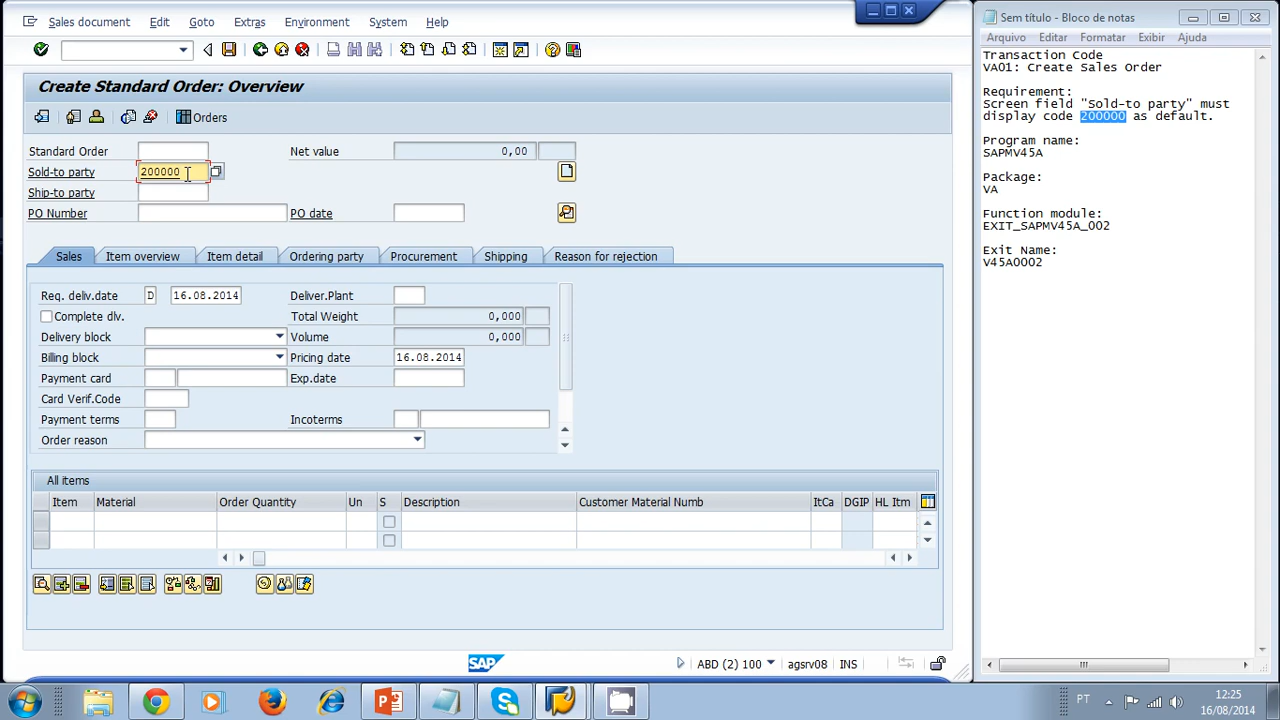 Sales document Edit Goto Extras Environment System Help
Create Standard Order: Overview
Orders
Standard Order Net value 0,00
Sold-to party 200000
Ship-to party
PO Number PO date
Sales Item overview Item detail Ordering party Procurement Shipping Reason for rejection
Req. deliv.date D 16.08.2014 Deliver.Plant
Complete dlv. Total Weight 0,000
Delivery block Volume 0,000
Billing block Pricing date 16.08.2014
Payment card Exp.date
Card Verif.Code
Payment terms Incoterms
Order reason
All items
Item Material Order Quantity Un S Description Customer Material Numb ItCa DGIP HL Itm
SAP ABD (2) 100 agsrv08 INS
Sem título - Bloco de notas
Arquivo Editar Formatar Exibir Ajuda
Transaction Code
VA01: Create Sales Order
Requirement:
Screen field "Sold-to party" must
display code 200000 as default.
Program name:
SAPMV45A
Package:
VA
Function module:
EXIT_SAPMV45A_002
Exit Name:
V45A0002
PT 12:25
16/08/2014